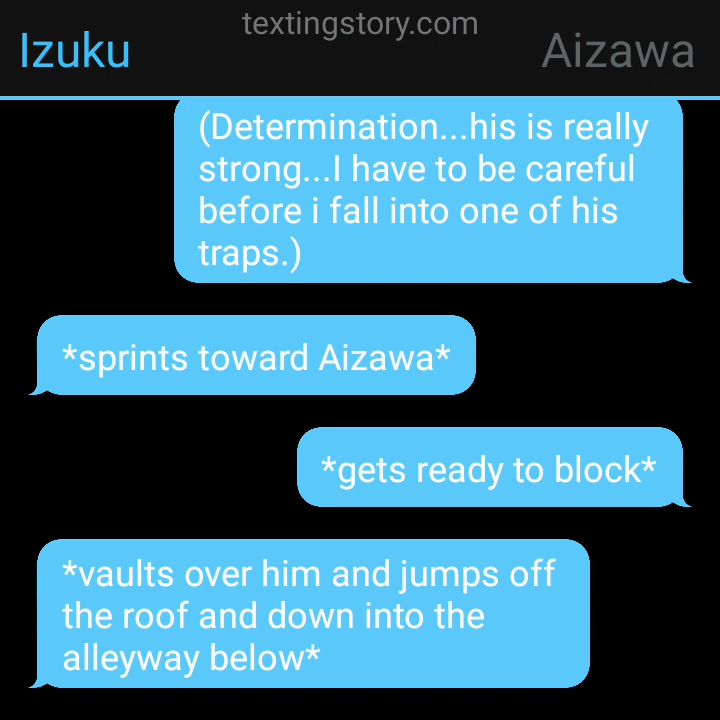 textingstory.com
Izuku
Aizawa
(Determination...his is really
strong...I have to be careful
before i fall into one of his
traps.)
*sprints toward Aizawa*
*gets ready to block*
*vaults over him and jumps off
the roof and down into the
alleyway below*